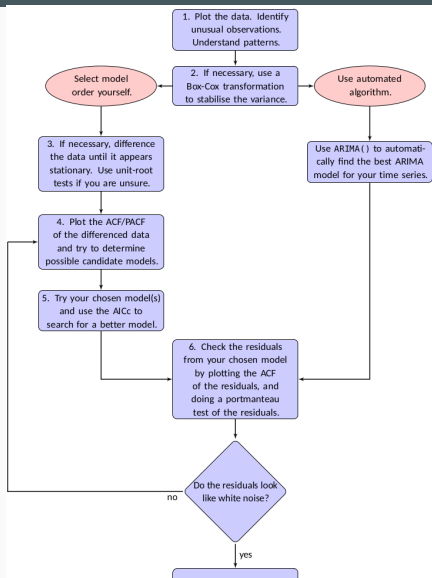 1. Plot the data. Identify
unusual observations.
Understand patterns.
Select model
order yourself.
2. If necessary, use a
Box-Cox transformation
to stabilise the variance.
Use automated
algorithm.
3. If necessary, difference
the data until it appears
stationary. Use unit-root
tests if you are unsure.
Use ARIMA() to automati-
cally find the best ARIMA
model for your time series.
4. Plot the ACF/PACF
of the differenced data
and try to determine
possible candidate models.
5. Try your chosen model(s)
and use the AICc to
search for a better model.
6. Check the residuals
from your chosen model
by plotting the ACF
of the residuals, and
doing a portmanteau
test of the residuals.
Do the residuals look
like white noise?
no
yes